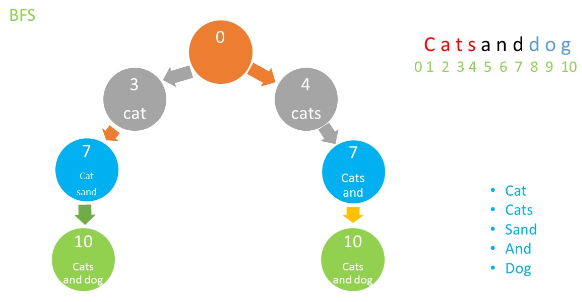 BFS
0
Catsanddog
0 1 2 3 4 5 6 7 8 9 10
3
cat
4
cats
7
Cat
sand
7
Cats
and
10
Cats
and dog
10
Cats
and dog
• Cat
• Cats
• Sand
• And
• Dog